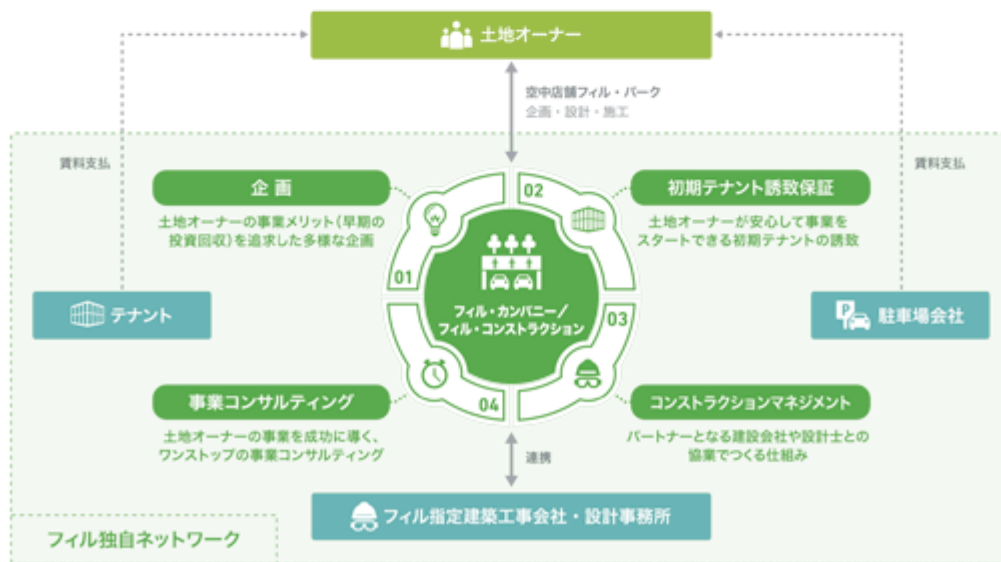 土地オーナー
空中店舗フィル・パーク
企画・設計・施工
賃料支払
賃料支払
企画
土地オーナーの事業メリット(早期の
投資回収)を追求した多様な企画
01
02
初期テナント誘致保証
土地オーナーが安心して事業を
スタートできる初期テナントの誘致
テナント
フィル・カンパニー/
フィル・コンストラクション
P
駐車場会社
03
事業コンサルティング
土地オーナーの事業を成功に導く、
ワンストップの事業コンサルティング
04
コンストラクションマネジメント
パートナーとなる建設会社や設計士との
協業でつくる仕組み
連携
フィル指定建築工事会社・設計事務所
フィル独自ネットワーク